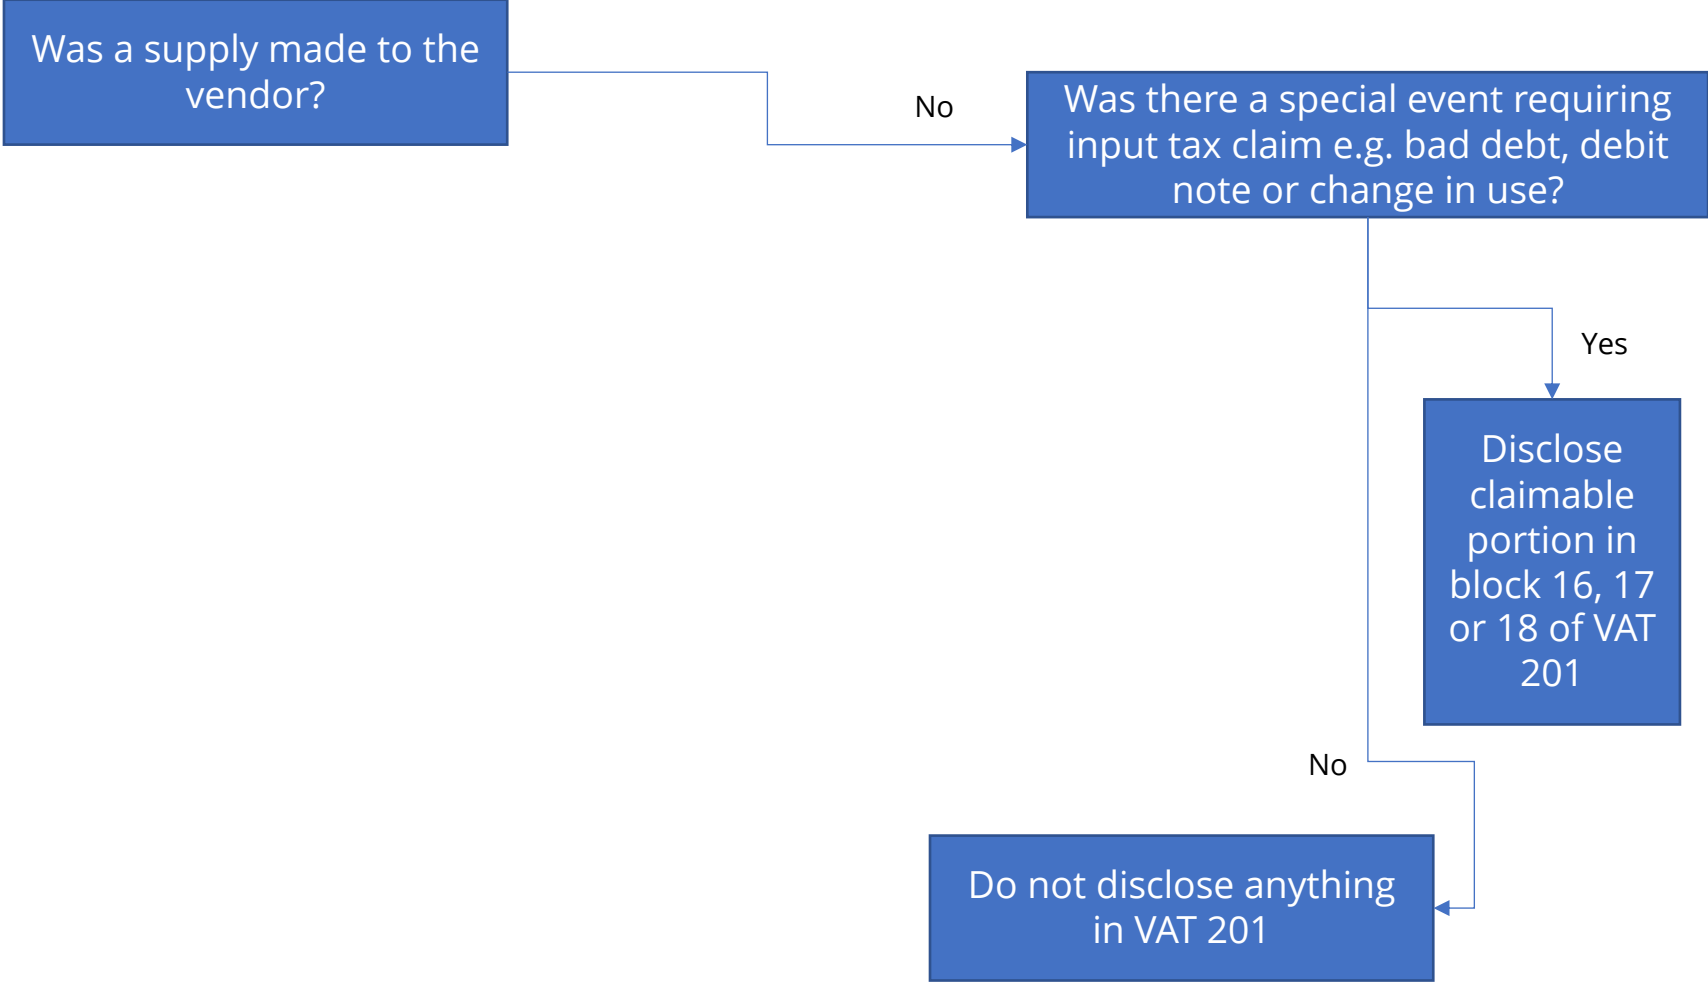 Was a supply made to the
vendor?
No
Was there a special event requiring
input tax claim e.g. bad debt, debit
note or change in use?
Yes
Disclose
claimable
portion in
block 16, 17
or 18 of VAT
201
No
Do not disclose anything
in VAT 201